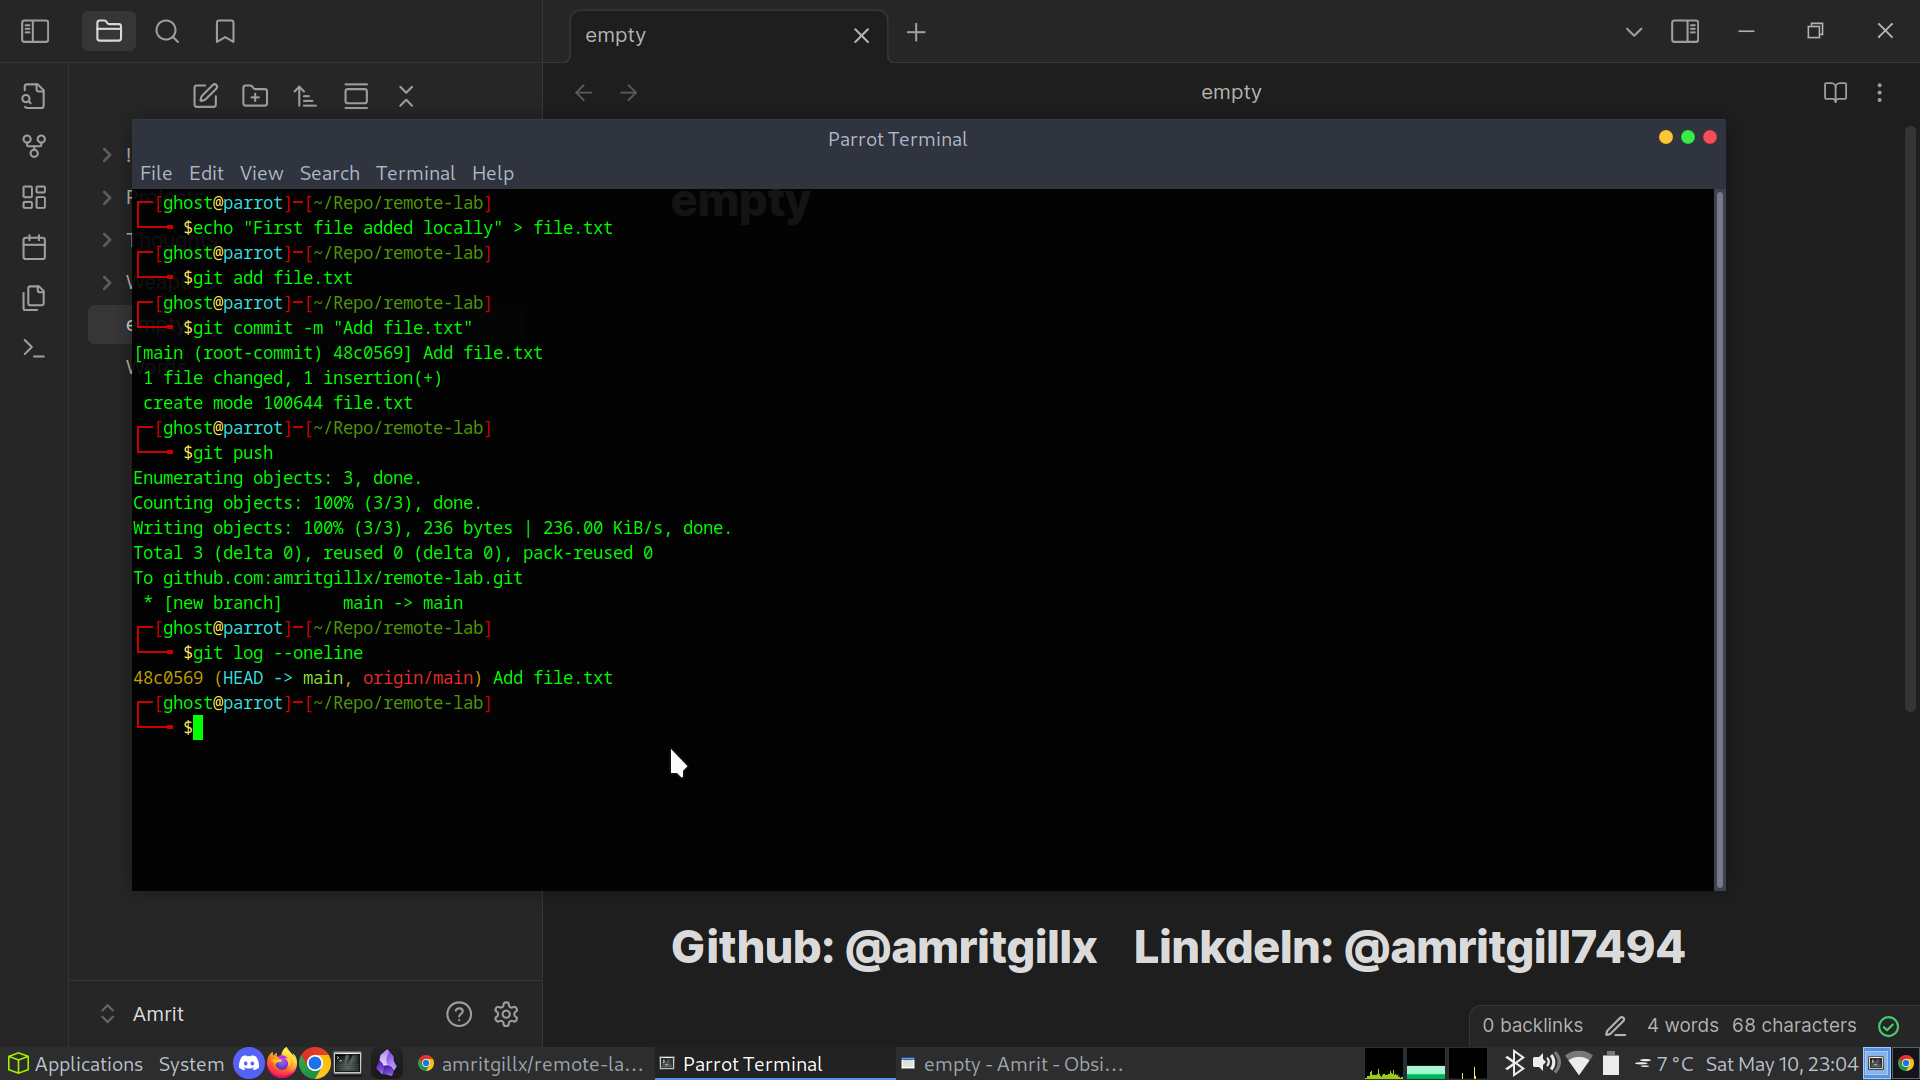 empty
empty
Parrot Terminal
File Edit View Search Terminal Help
empty
[ghost@parrot]─[~/Repo/remote-lab]
$echo "First file added locally" > file.txt
[ghost@parrot]─[~/Repo/remote-lab]
$git add file.txt
[ghost@parrot]─[~/Repo/remote-lab]
$git commit -m "Add file.txt"
[main (root-commit) 48c0569] Add file.txt
1 file changed, 1 insertion(+)
create mode 100644 file.txt
[ghost@parrot]─[~/Repo/remote-lab]
$git push
Enumerating objects: 3, done.
Counting objects: 100% (3/3), done.
Writing objects: 100% (3/3), 236 bytes | 236.00 KiB/s, done.
Total 3 (delta 0), reused 0 (delta 0), pack-reused 0
To github.com:amritgillx/remote-lab.git
* [new branch] main -> main
[ghost@parrot]─[~/Repo/remote-lab]
$git log --oneline
48c0569 (HEAD -> main, origin/main) Add file.txt
[ghost@parrot]─[~/Repo/remote-lab]
$
Github: @amritgillx LinkdeIn: @amritgill7494
Amrit
0 backlinks 4 words 68 characters
Applications System amritgillx/remote-la... Parrot Terminal empty - Amrit - Obsi... 7 °C Sat May 10, 23:04